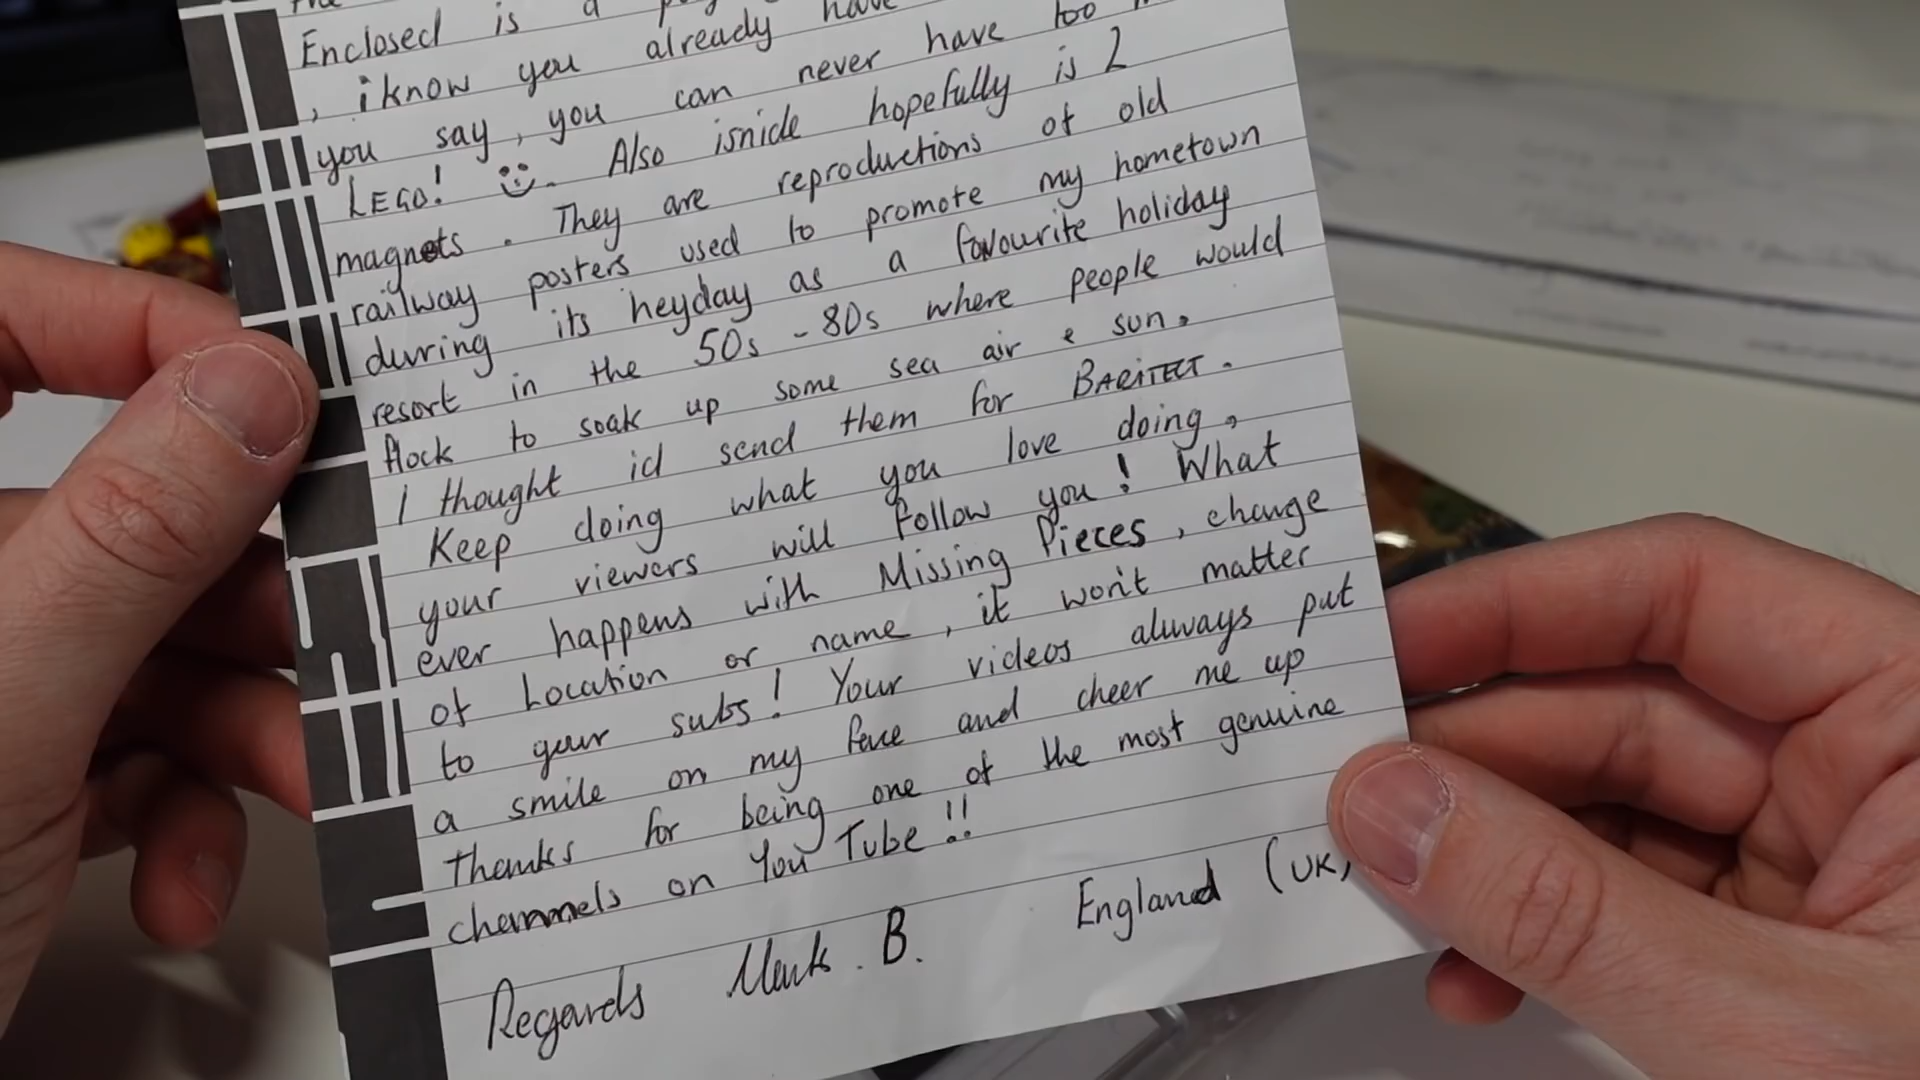 Enclosed is a
, i know you already have
you say, you can never have too
LEGO! Also isnide hopefully is 2
magnets. They are reproductions of old
railway posters used to promote my hometown
during its heyday as a favourite holiday
resort in the 50s - 80s where people would
flock to soak up some sea air & sun.
I thought id send them for BARITECT.
Keep doing what you love doing,
your viewers will follow you! What
ever happens with Missing Pieces, change
of Location or name, it won't matter
to your subs! Your videos always put
a smile on my face and cheer me up
thanks for being one of the most genuine
channels on You Tube!!
Regards Mark. B. England (UK)